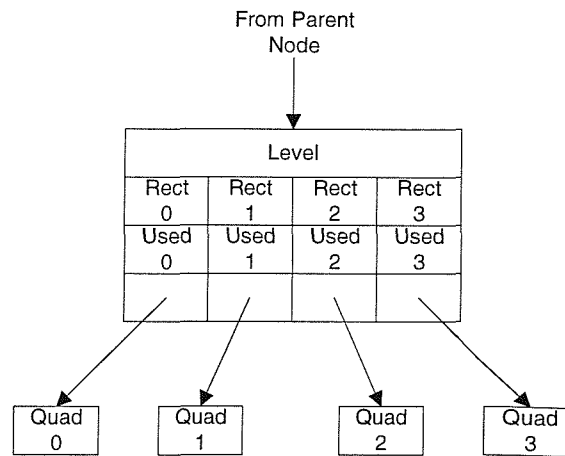 From Parent
Node
Level
Rect Rect Rect Rect
0 1 2 3
Used Used Used Used
0 1 2 3
Quad Quad Quad Quad
0 1 2 3